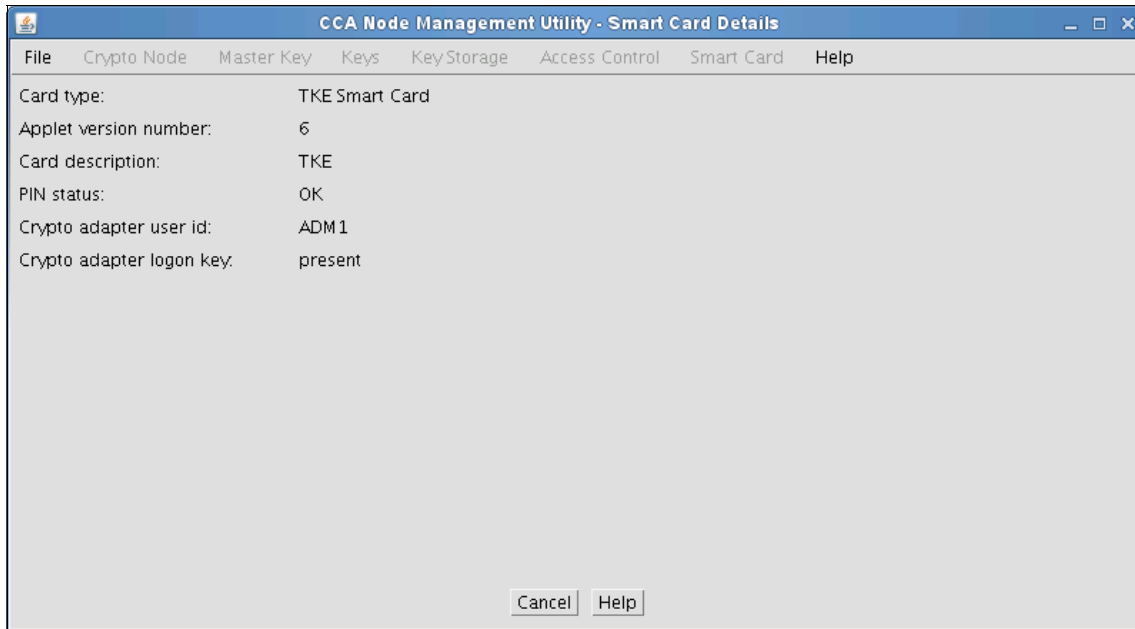 CCA Node Management Utility - Smart Card Details
File Crypto Node Master Key Keys Key Storage Access Control Smart Card Help
Card type: TKE Smart Card
Applet version number: 6
Card description: TKE
PIN status: OK
Crypto adapter user id: ADM1
Crypto adapter logon key: present
Cancel Help